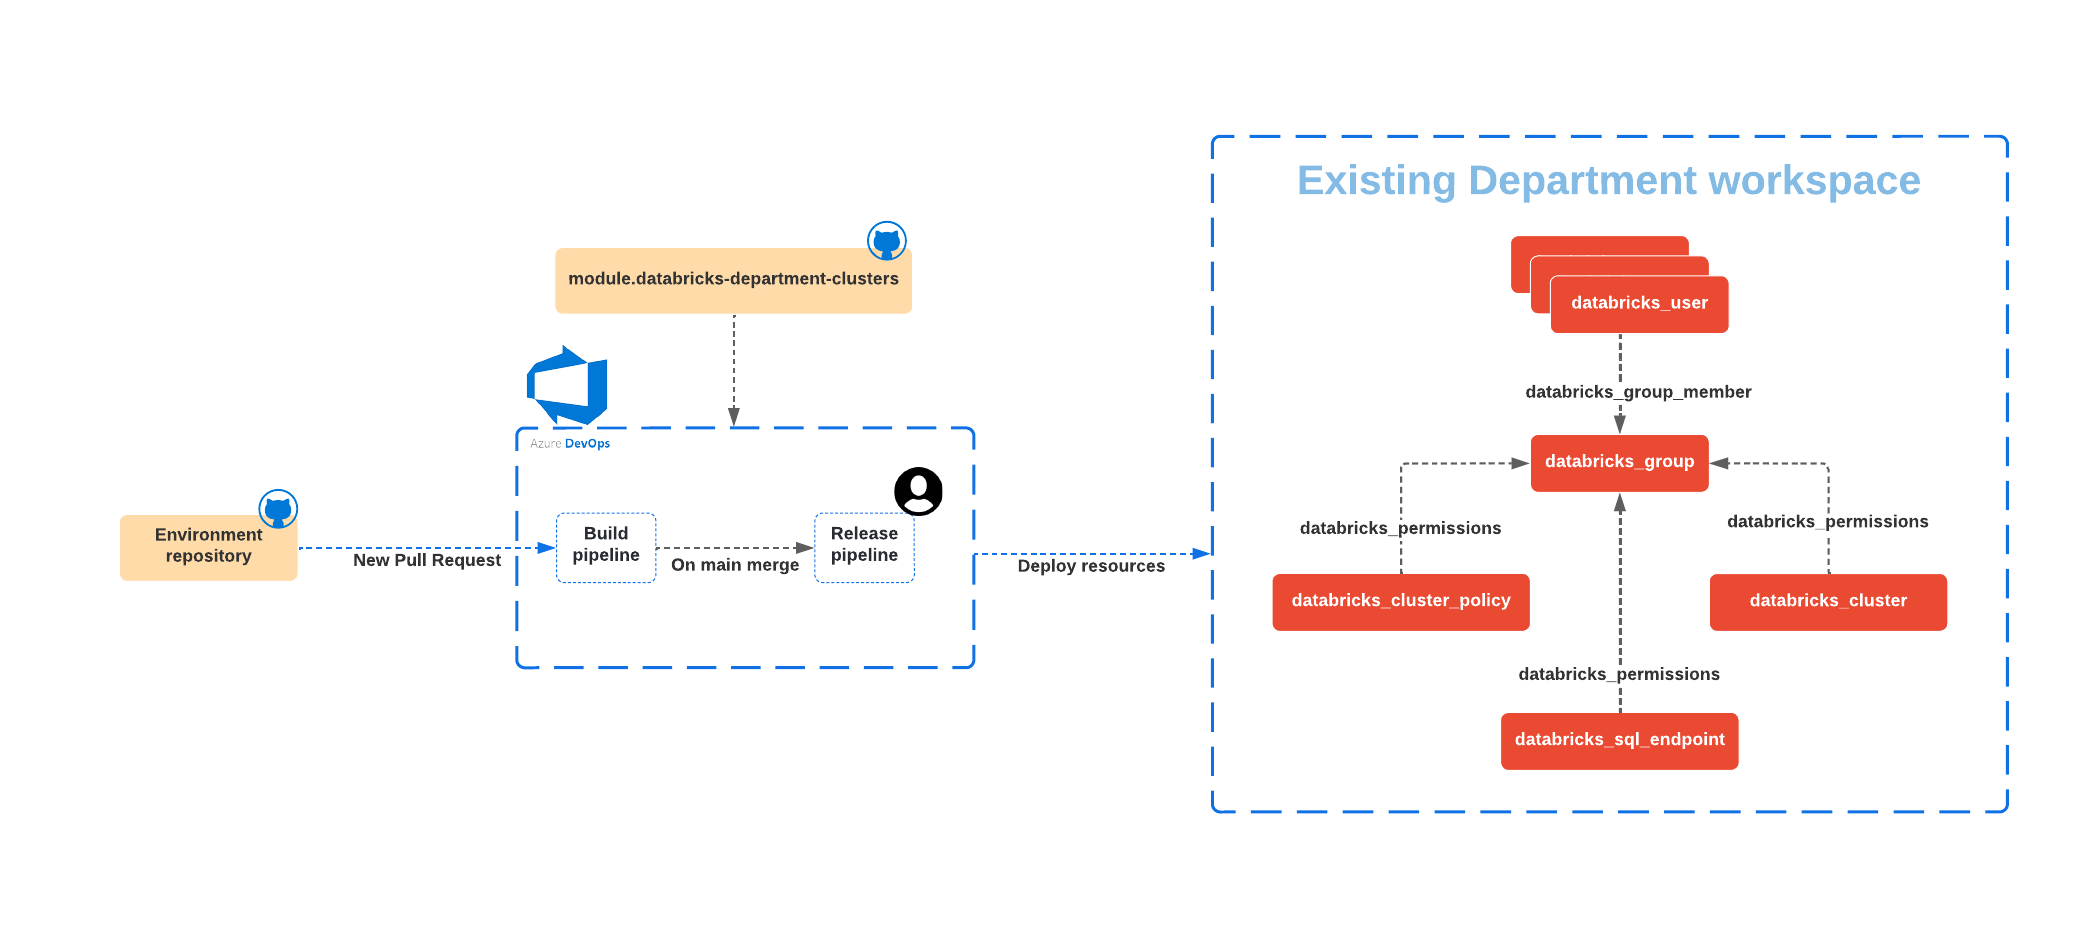 Existing Department workspace
module.databricks-department-clusters
databricks_user
databricks_group_member
Azure DevOps
databricks_group
Environment
repository
New Pull Request
Build
pipeline
On main merge
Release
pipeline
Deploy resources
databricks_permissions
databricks_permissions
databricks_cluster_policy
databricks_cluster
databricks_permissions
databricks_sql_endpoint